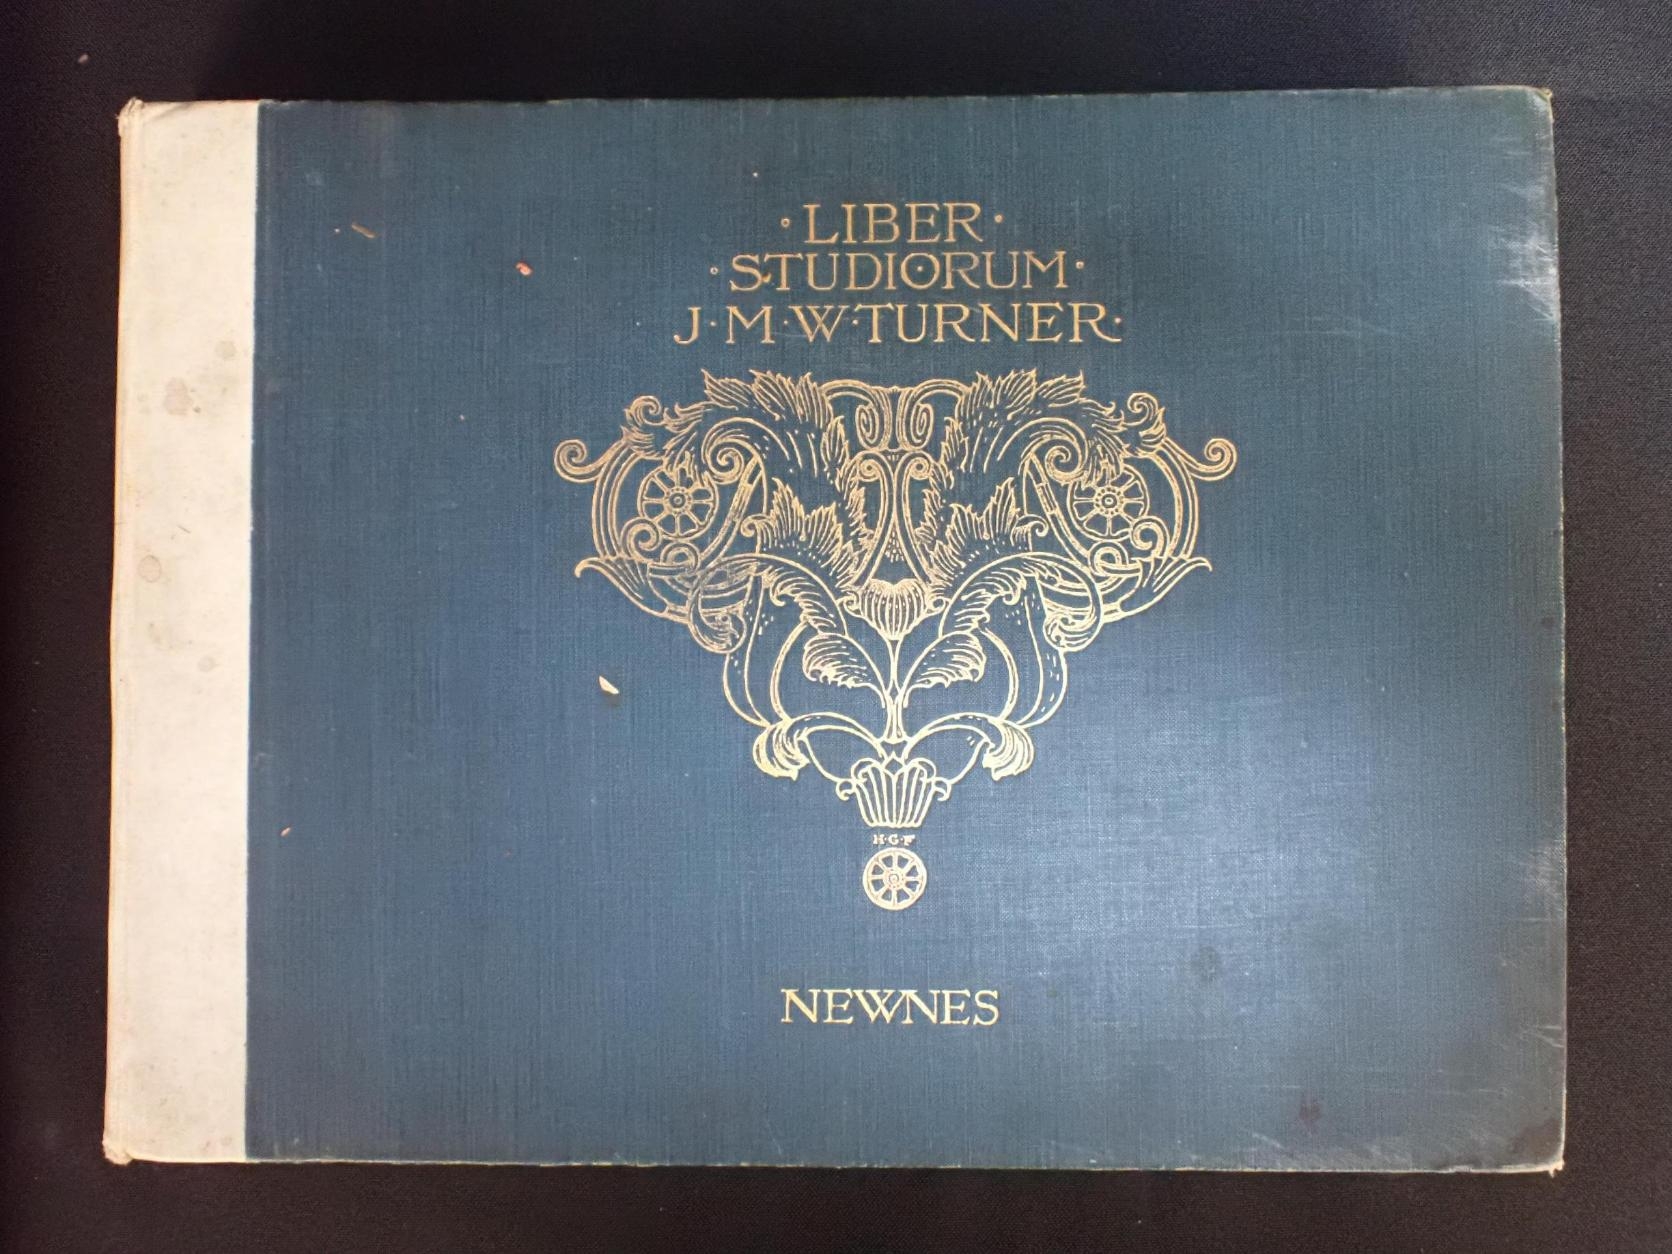 ·LIBER·
·STUDIORUM·
J·M·W·TURNER·
H·G·F
NEWNES